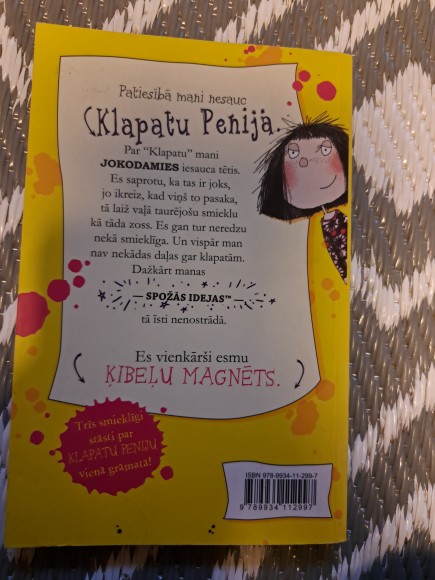 Patiesībā mani nesauc
Klapatu Penija.
Par "Klapatu" mani
JOKODAMIES iesauca tētis.
Es saprotu, ka tas ir joks,
jo ikreiz, kad viņš to pasaka,
tā laiž vaļā taurējošu smieklu
kā tāda zoss. Es gan tur neredzu
nekā smieklīga. Un vispār man
nav nekādas daļas gar klapatām.
Dažkārt manas
SPOŽĀS IDEJAS™
tā īsti nenostrādā.
Es vienkārši esmu
ĶIBEĻU MAGNĒTS.
Trīs smieklīgi
stāsti par
KLAPATU PENIJU
vienā grāmatā!
ISBN 978-9934-11-299-7
9 789934 112997